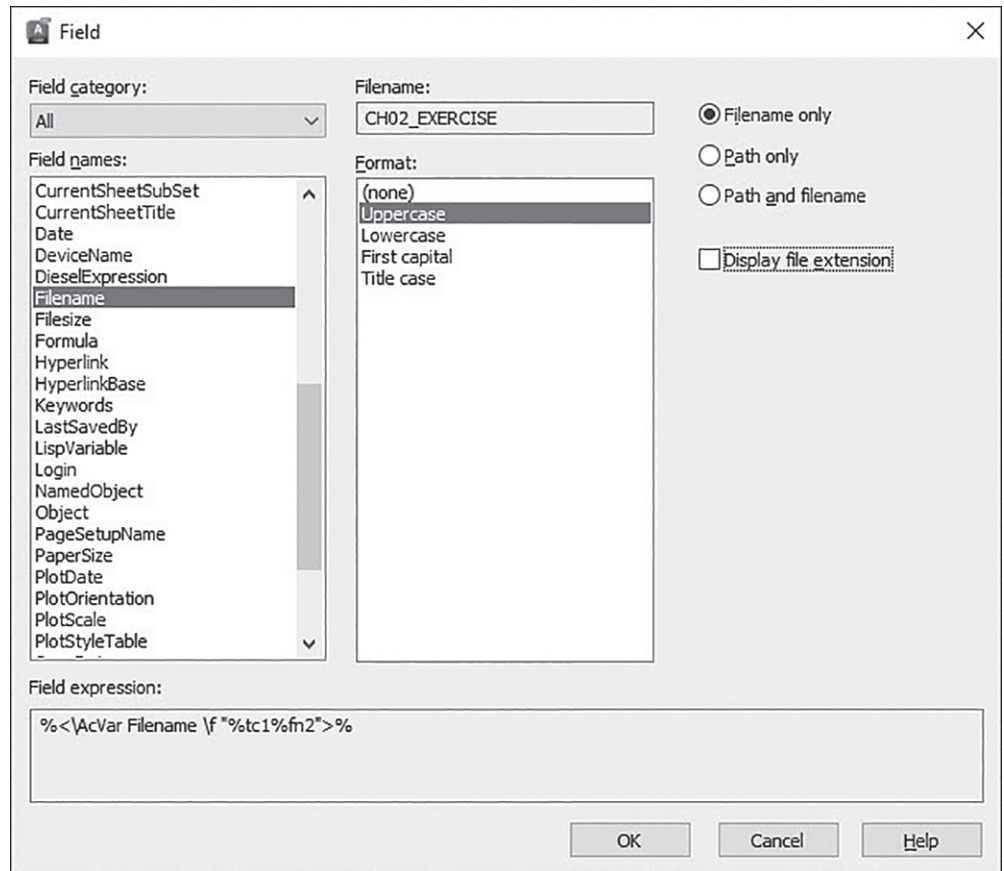 Field
Field category:
All
Field names:
CurrentSheetSubSet
CurrentSheetTitle
Date
DeviceName
DieselExpression
Filename
Filesize
Formula
Hyperlink
HyperlinkBase
Keywords
LastSavedBy
LispVariable
Login
NamedObject
Object
PageSetupName
PaperSize
PlotDate
PlotOrientation
PlotScale
PlotStyleTable
Filename:
CH02_EXERCISE
Format:
(none)
Uppercase
Lowercase
First capital
Title case
Filename only
Path only
Path and filename
Display file extension
Field expression:
%<\AcVar Filename \f "%tc1%fn2">%
OK
Cancel
Help